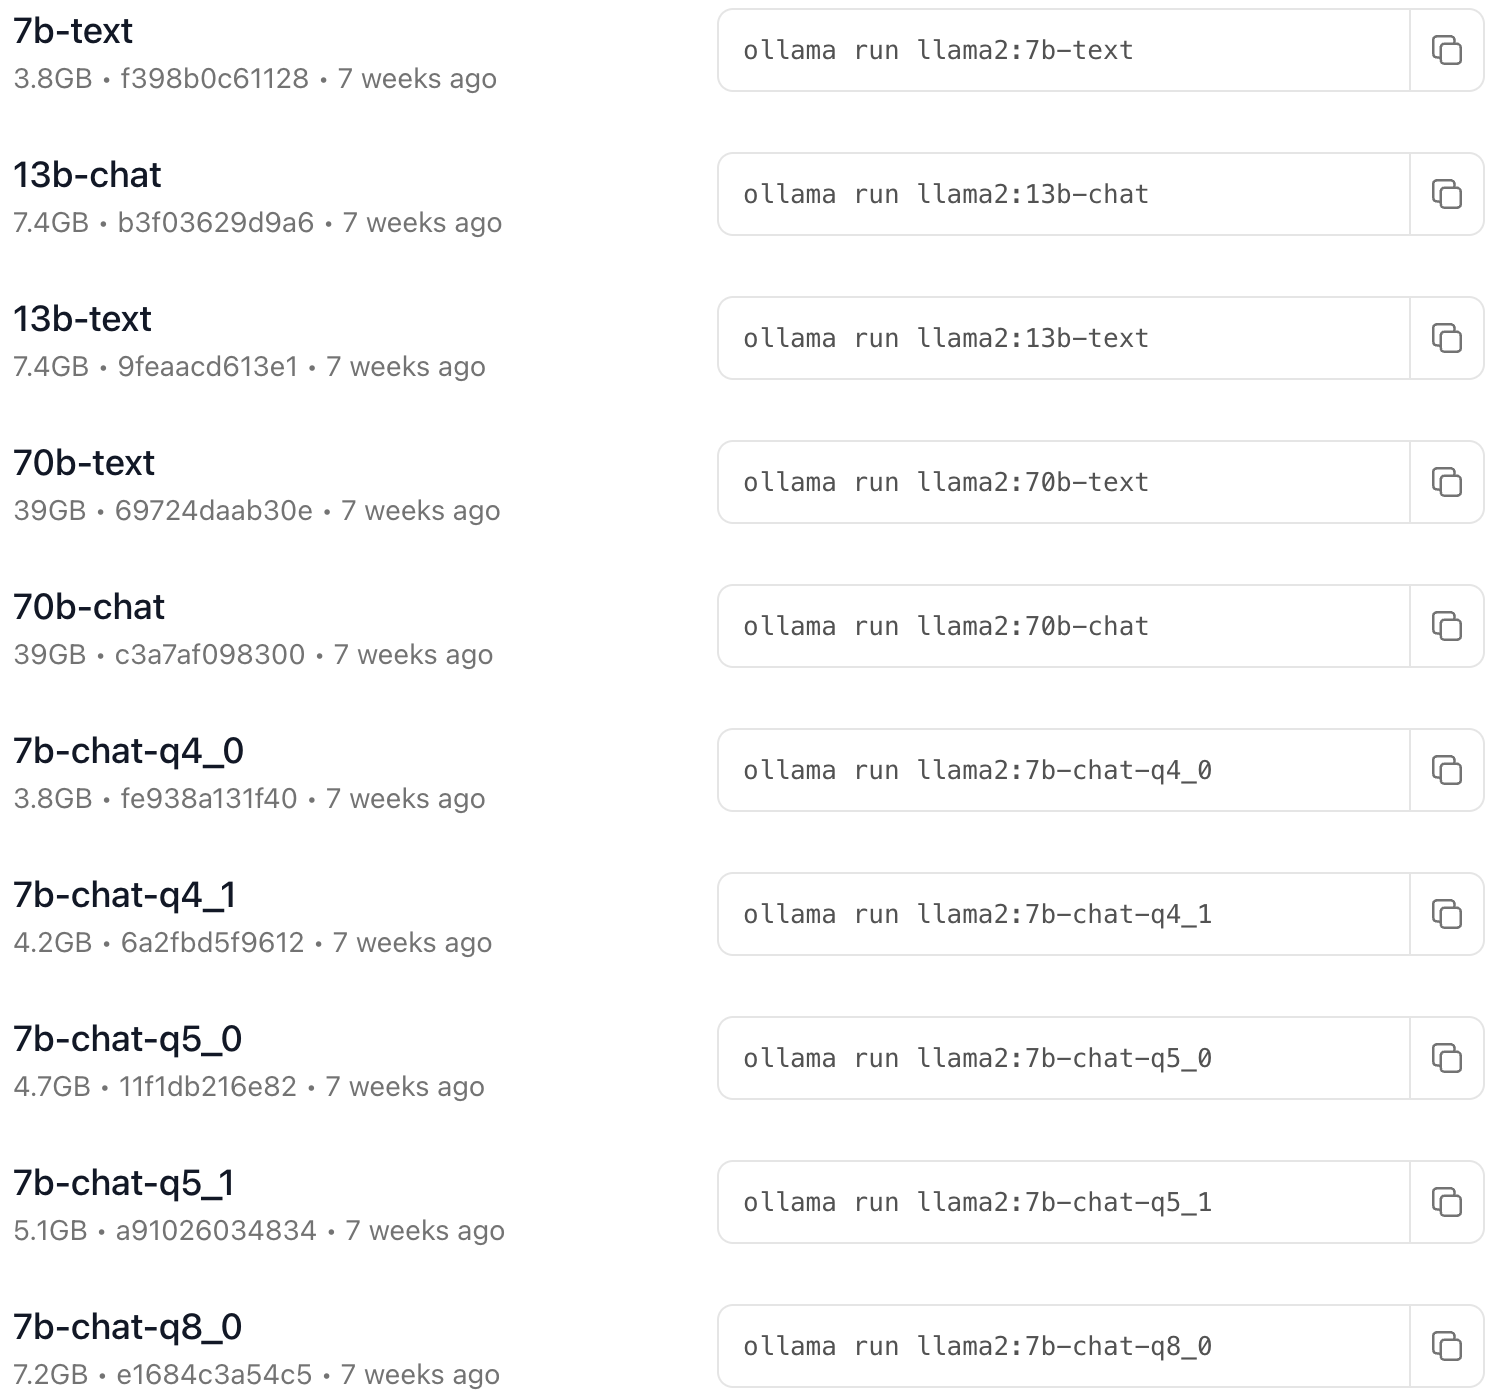 7b-text
3.8GB • f398b0c61128 • 7 weeks ago
ollama run llama2:7b-text
13b-chat
7.4GB • b3f03629d9a6 • 7 weeks ago
ollama run llama2:13b-chat
13b-text
7.4GB • 9feaacd613e1 • 7 weeks ago
ollama run llama2:13b-text
70b-text
39GB • 69724daab30e • 7 weeks ago
ollama run llama2:70b-text
70b-chat
39GB • c3a7af098300 • 7 weeks ago
ollama run llama2:70b-chat
7b-chat-q4_0
3.8GB • fe938a131f40 • 7 weeks ago
ollama run llama2:7b-chat-q4_0
7b-chat-q4_1
4.2GB • 6a2fbd5f9612 • 7 weeks ago
ollama run llama2:7b-chat-q4_1
7b-chat-q5_0
4.7GB • 11f1db216e82 • 7 weeks ago
ollama run llama2:7b-chat-q5_0
7b-chat-q5_1
5.1GB • a91026034834 • 7 weeks ago
ollama run llama2:7b-chat-q5_1
7b-chat-q8_0
7.2GB • e1684c3a54c5 • 7 weeks ago
ollama run llama2:7b-chat-q8_0